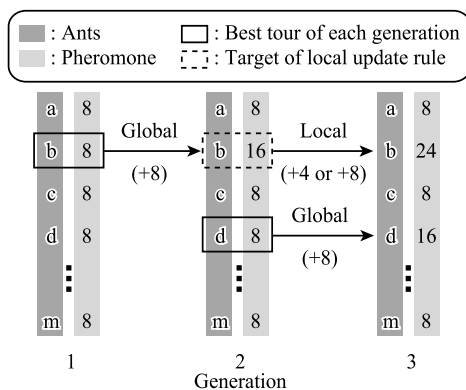 : Ants : Best tour of each generation
: Pheromone : Target of local update rule
a 8 a 8 a 8
Global Local
b 8 b 16 b 24
(+8) (+4 or +8)
c 8 c 8 c 8
Global
d 8 d 8 d 16
(+8)
m 8 m 8 m 8
1 2 3
Generation